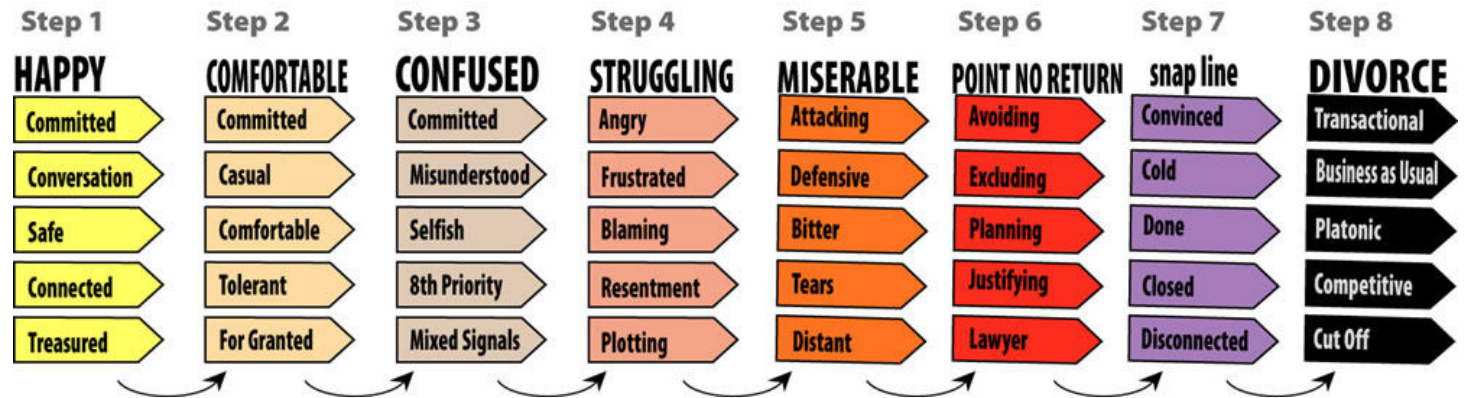 Step 1
HAPPY
Committed
Conversation
Safe
Connected
Treasured
Step 2
COMFORTABLE
Committed
Casual
Comfortable
Tolerant
For Granted
Step 3
CONFUSED
Committed
Misunderstood
Selfish
8th Priority
Mixed Signals
Step 4
STRUGGLING
Angry
Frustrated
Blaming
Resentment
Plotting
Step 5
MISERABLE
Attacking
Defensive
Bitter
Tears
Distant
Step 6
POINT NO RETURN
Avoiding
Excluding
Planning
Justifying
Lawyer
Step 7
snap line
Convinced
Cold
Done
Closed
Disconnected
Step 8
DIVORCE
Transactional
Business as Usual
Platonic
Competitive
Cut Off